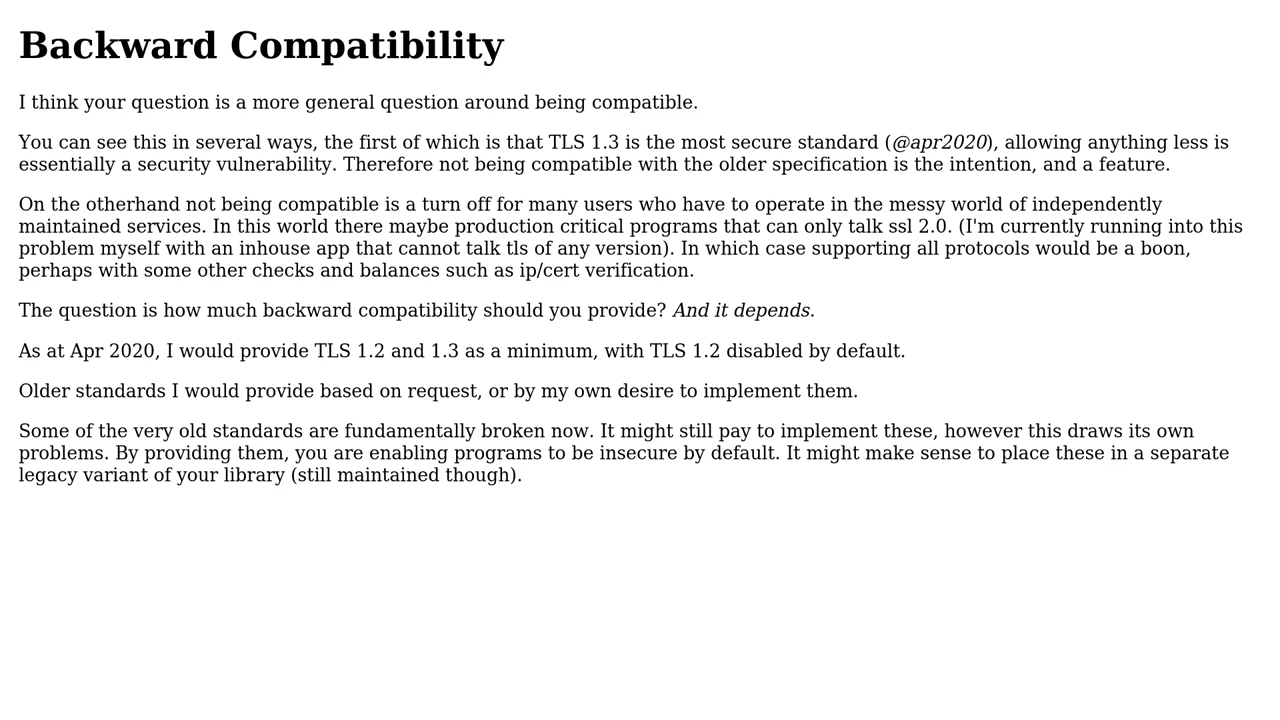 Backward Compatibility
I think your question is a more general question around being compatible.
You can see this in several ways, the first of which is that TLS 1.3 is the most secure standard (@apr2020), allowing anything less is
essentially a security vulnerability. Therefore not being compatible with the older specification is the intention, and a feature.
On the otherhand not being compatible is a turn off for many users who have to operate in the messy world of independently
maintained services. In this world there maybe production critical programs that can only talk ssl 2.0. (I'm currently running into this
problem myself with an inhouse app that cannot talk tls of any version). In which case supporting all protocols would be a boon,
perhaps with some other checks and balances such as ip/cert verification.
The question is how much backward compatibility should you provide? And it depends.
As at Apr 2020, I would provide TLS 1.2 and 1.3 as a minimum, with TLS 1.2 disabled by default.
Older standards I would provide based on request, or by my own desire to implement them.
Some of the very old standards are fundamentally broken now. It might still pay to implement these, however this draws its own
problems. By providing them, you are enabling programs to be insecure by default. It might make sense to place these in a separate
legacy variant of your library (still maintained though).